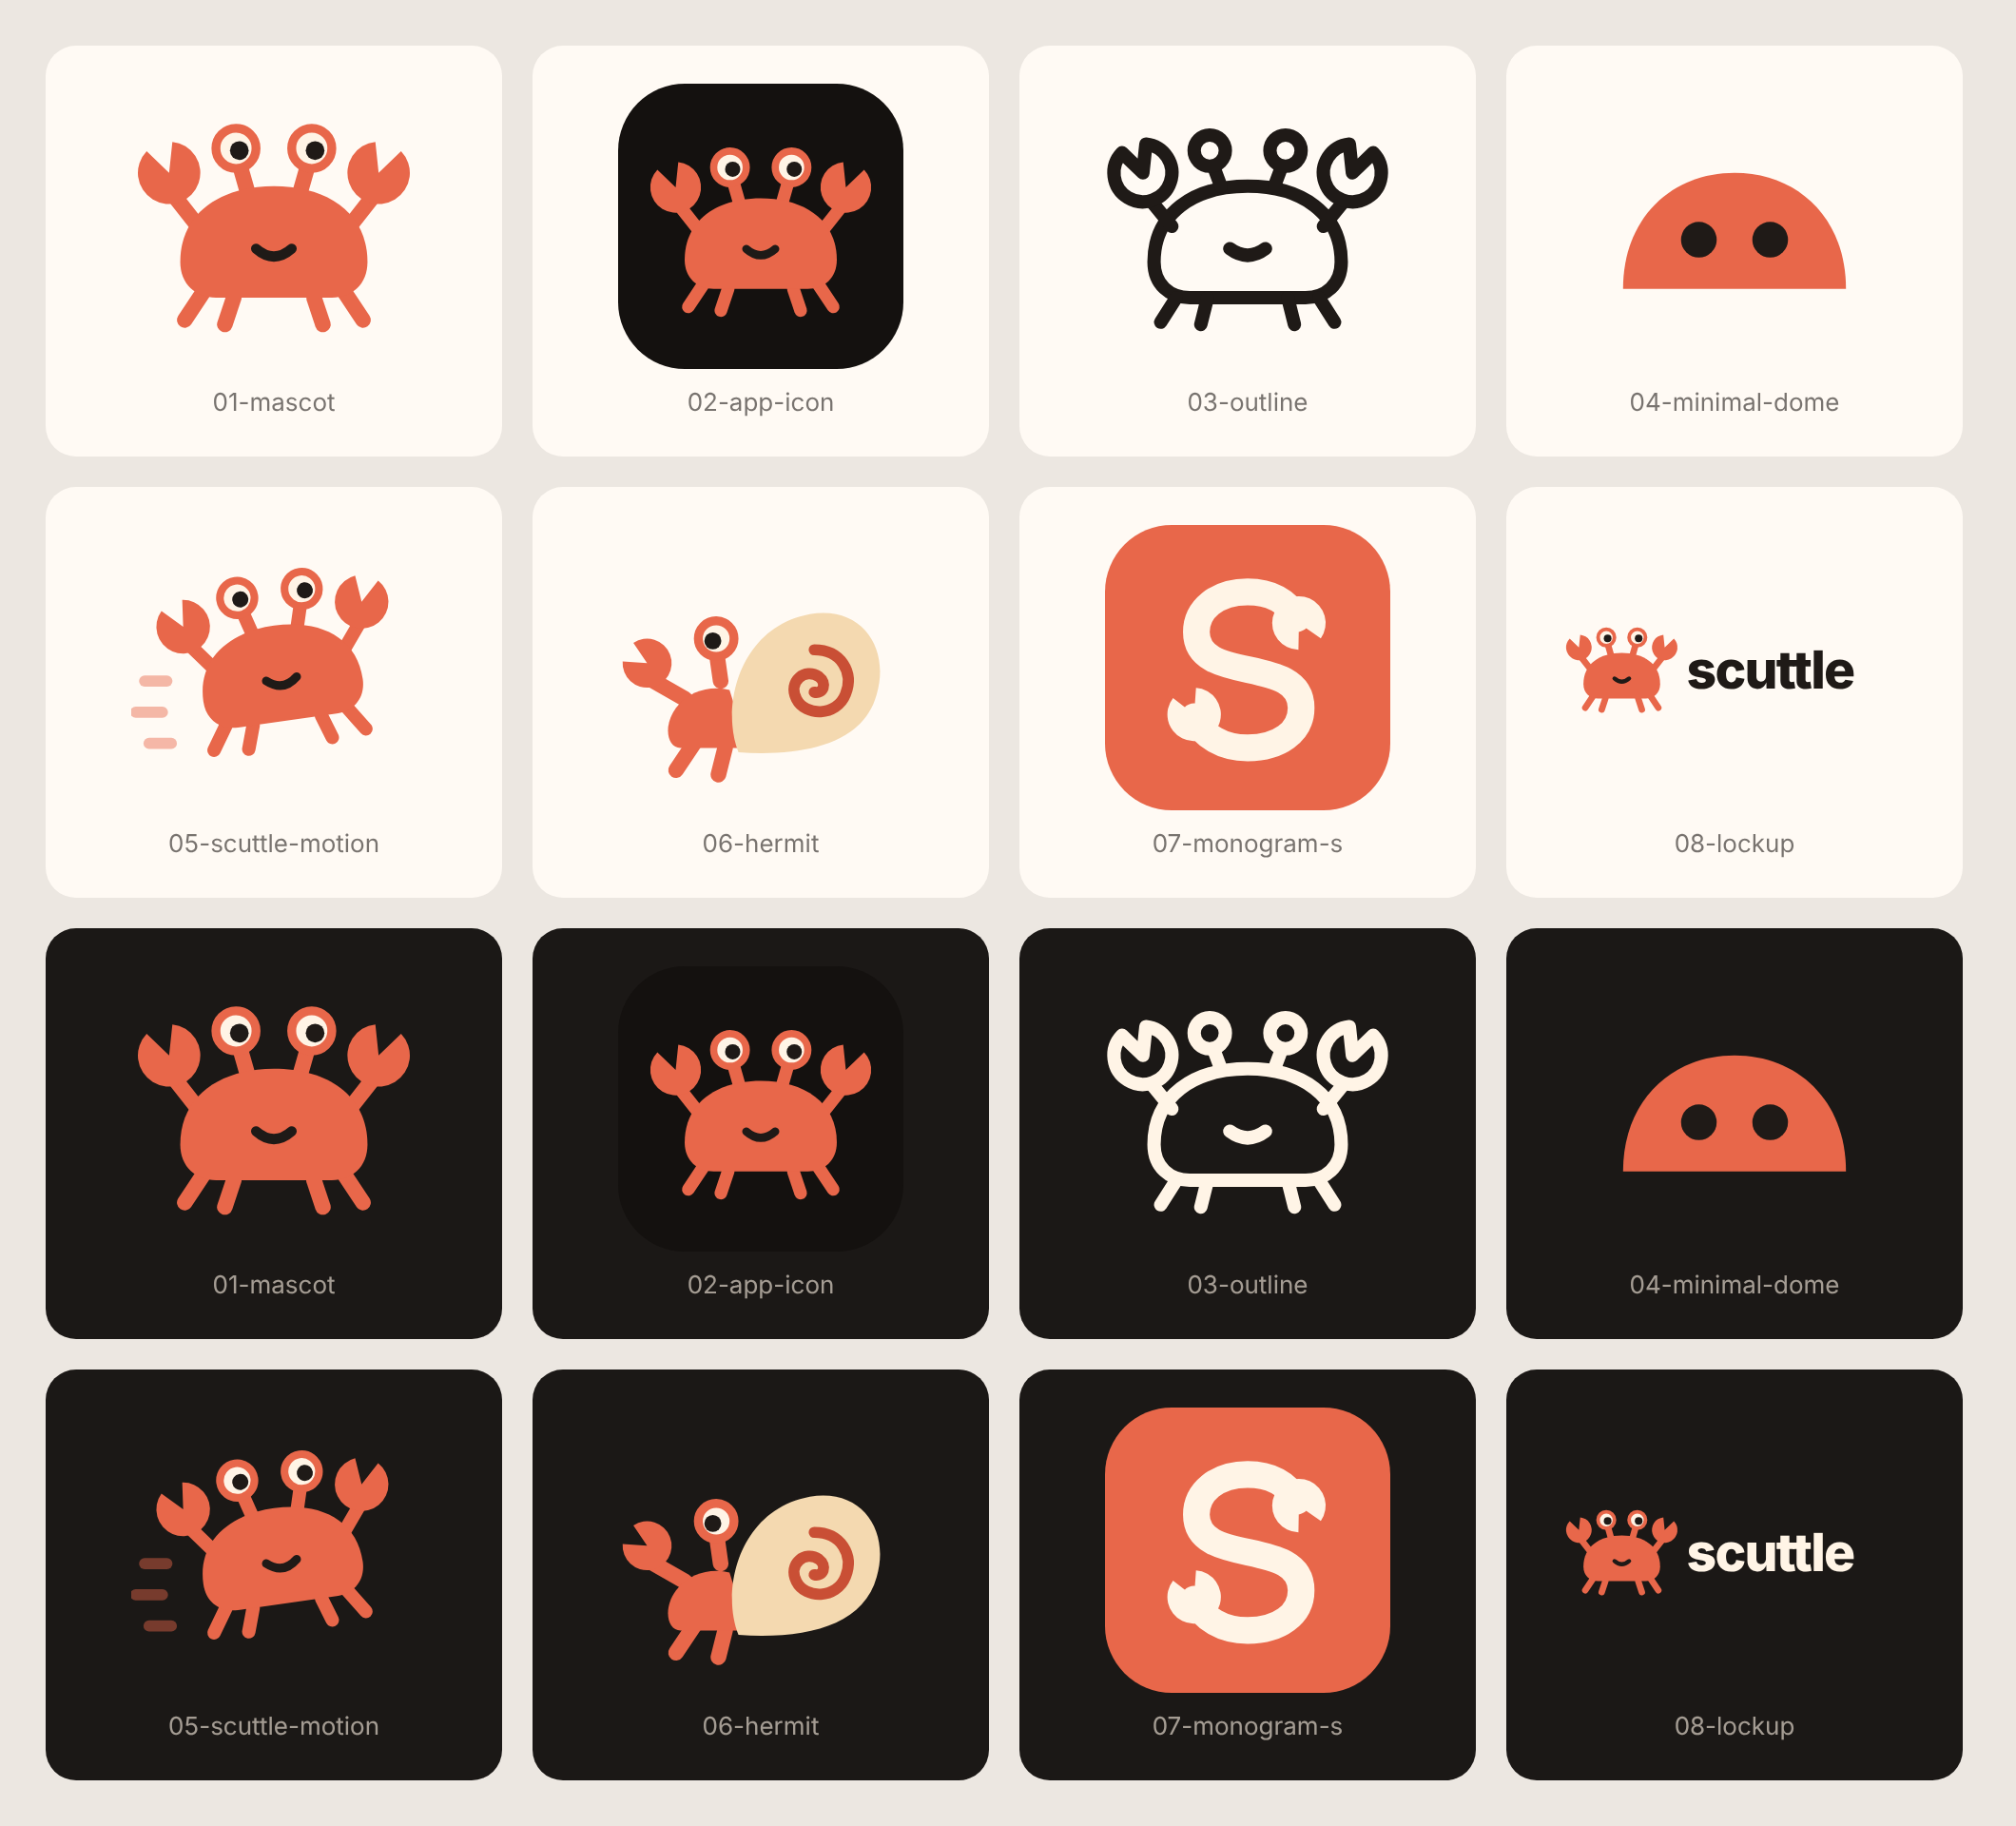 01-mascot
02-app-icon
03-outline
04-minimal-dome
S
scuttle
05-scuttle-motion
06-hermit
07-monogram-s
08-lockup
01-mascot
02-app-icon
03-outline
04-minimal-dome
S
scuttle
05-scuttle-motion
06-hermit
07-monogram-s
08-lockup